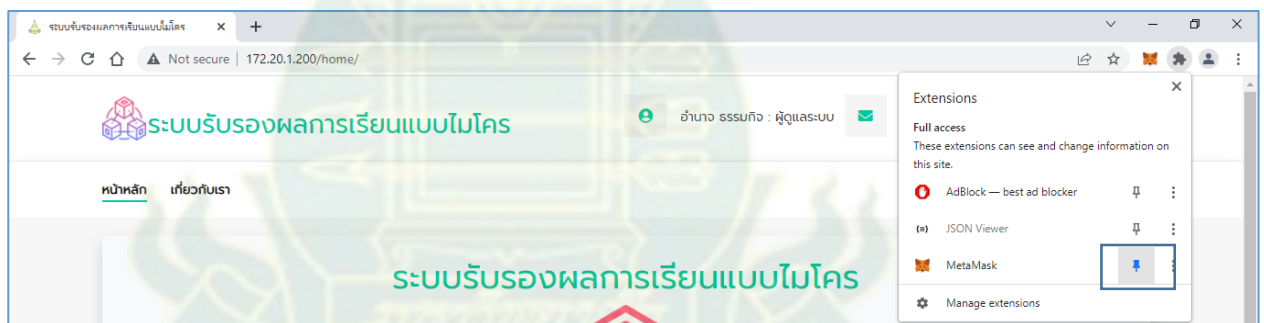 ระบบรับรองผลการเรียนแบบไมโคร
Not secure | 172.20.1.200/home/
ระบบรับรองผลการเรียนแบบไมโคร
อำนาจ ธรรมกิจ : ผู้ดูแลระบบ
หน้าหลัก เกี่ยวกับเรา
ระบบรับรองผลการเรียนแบบไมโคร
Extensions
Full access
These extensions can see and change information on
this site.
AdBlock — best ad blocker
JSON Viewer
MetaMask
Manage extensions